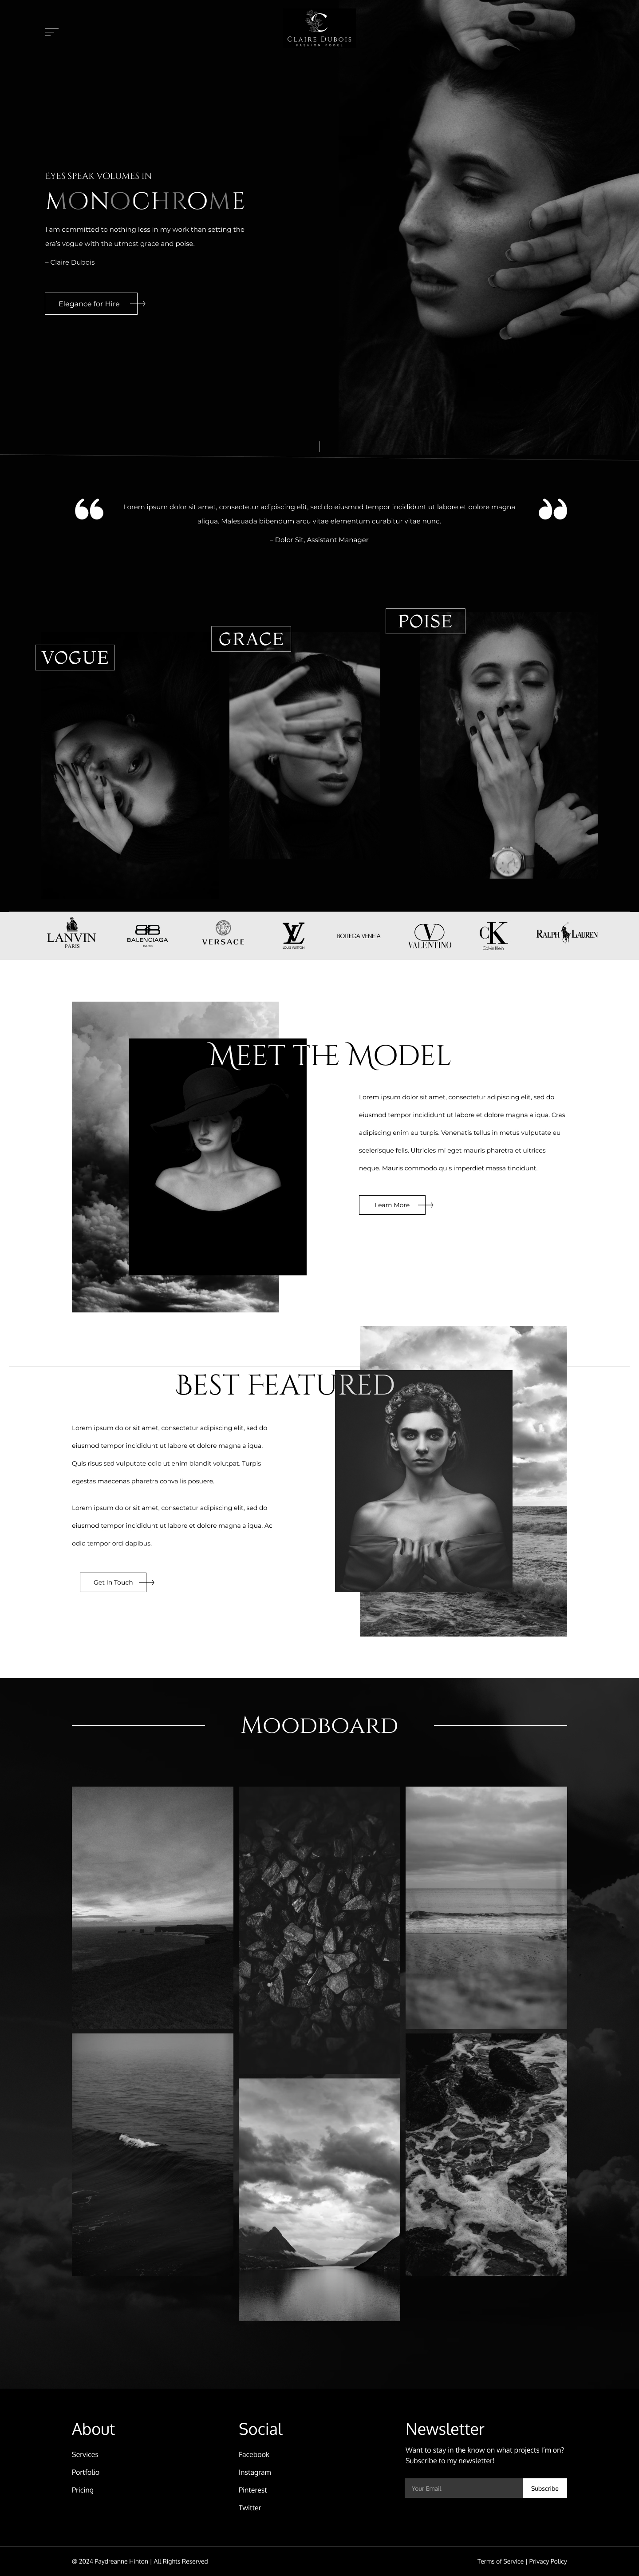 CLAIRE DUBOIS
FASHION MODEL
EYES SPEAK VOLUMES IN
MONOCHROME
I am committed to nothing less in my work than setting the
era's vogue with the utmost grace and poise.
– Claire Dubois
Elegance for Hire
Lorem ipsum dolor sit amet, consectetur adipiscing elit, sed do eiusmod tempor incididunt ut labore et dolore magna
aliqua. Malesuada bibendum arcu vitae elementum curabitur vitae nunc.
– Dolor Sit, Assistant Manager
VOGUE
GRACE
POISE
LANVIN
PARIS
BALENCIAGA
VERSACE
LV
LOUIS VUITTON
BOTTEGA VENETA
V
VALENTINO
CK
Calvin Klein
RALPH LAUREN
MEET THE MODEL
Lorem ipsum dolor sit amet, consectetur adipiscing elit, sed do
eiusmod tempor incididunt ut labore et dolore magna aliqua. Cras
adipiscing enim eu turpis. Venenatis tellus in metus vulputate eu
scelerisque felis. Ultricies mi eget mauris pharetra et ultrices
neque. Mauris commodo quis imperdiet massa tincidunt.
Learn More
BEST FEATURED
Lorem ipsum dolor sit amet, consectetur adipiscing elit, sed do
eiusmod tempor incididunt ut labore et dolore magna aliqua.
Quis risus sed vulputate odio ut enim blandit volutpat. Turpis
egestas maecenas pharetra convallis posuere.
Lorem ipsum dolor sit amet, consectetur adipiscing elit, sed do
eiusmod tempor incididunt ut labore et dolore magna aliqua. Ac
odio tempor orci dapibus.
Get In Touch
MOODBOARD
About
Services
Portfolio
Pricing
Social
Facebook
Instagram
Pinterest
Twitter
Newsletter
Want to stay in the know on what projects I'm on?
Subscribe to my newsletter!
Your Email
Subscribe
@ 2024 Paydreanne Hinton | All Rights Reserved
Terms of Service | Privacy Policy